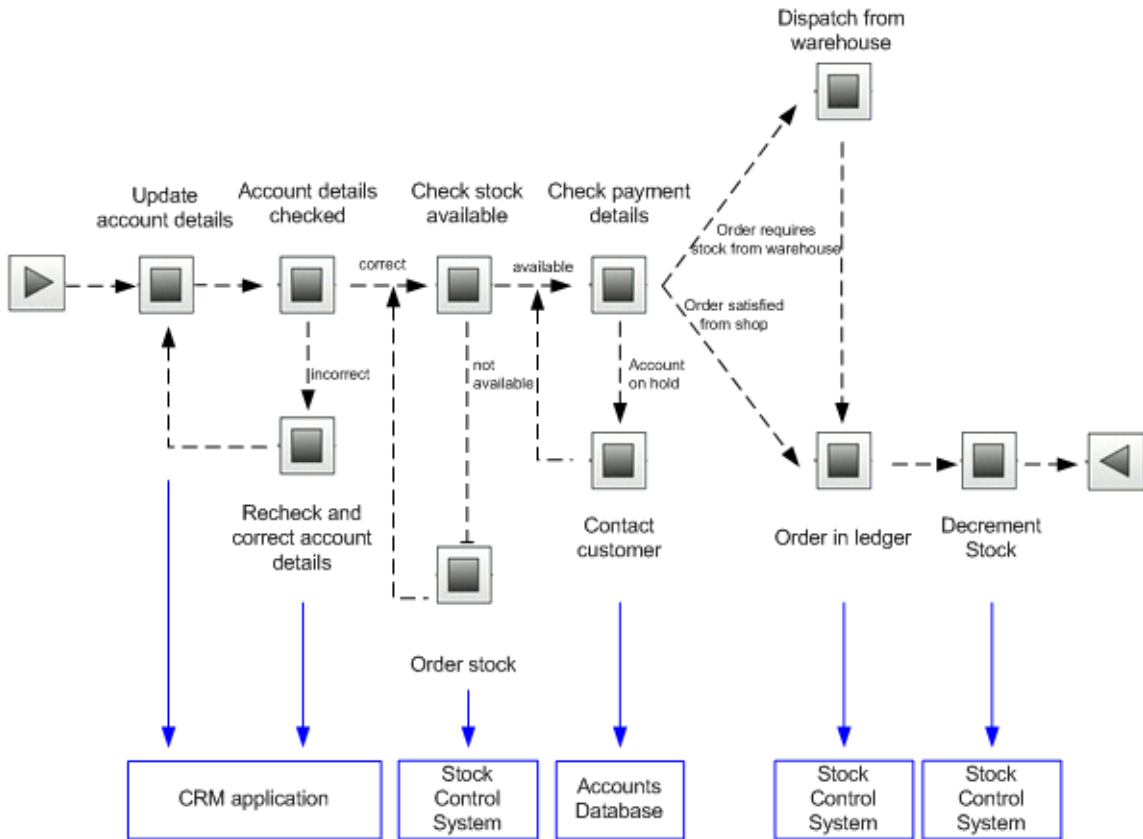 Dispatch from
warehouse
Update
account details
Account details
checked
Check stock
available
Check payment
details
Order requires
stock from warehouse
correct
available
Order satisfied
from shop
incorrect
not
available
Account
on hold
Recheck and
correct account
details
Contact
customer
Order in ledger
Decrement
Stock
Order stock
CRM application
Stock
Control
System
Accounts
Database
Stock
Control
System
Stock
Control
System